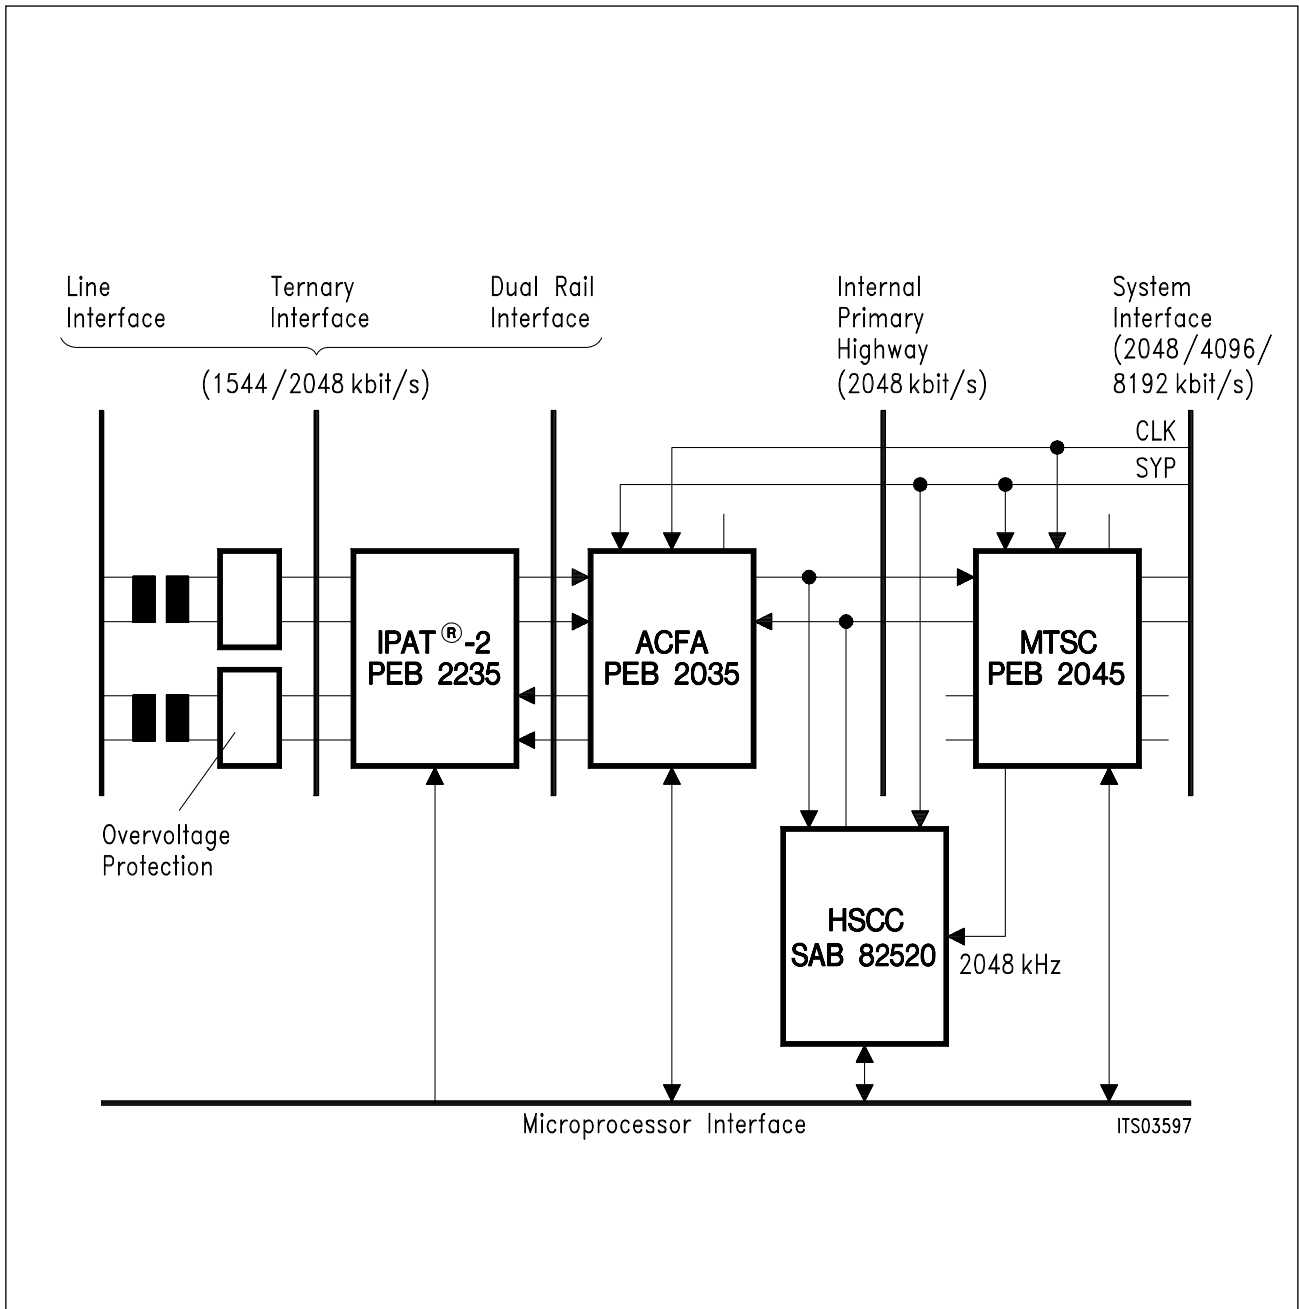 Line
Interface
Ternary
Interface
Dual Rail
Interface
(1544/2048 kbit/s)
Internal
Primary
Highway
(2048 kbit/s)
System
Interface
(2048/4096/
8192 kbit/s)
CLK
SYP
IPAT®-2
PEB 2235
ACFA
PEB 2035
MTSC
PEB 2045
Overvoltage
Protection
HSCC
SAB 82520
2048 kHz
Microprocessor Interface
ITS03597